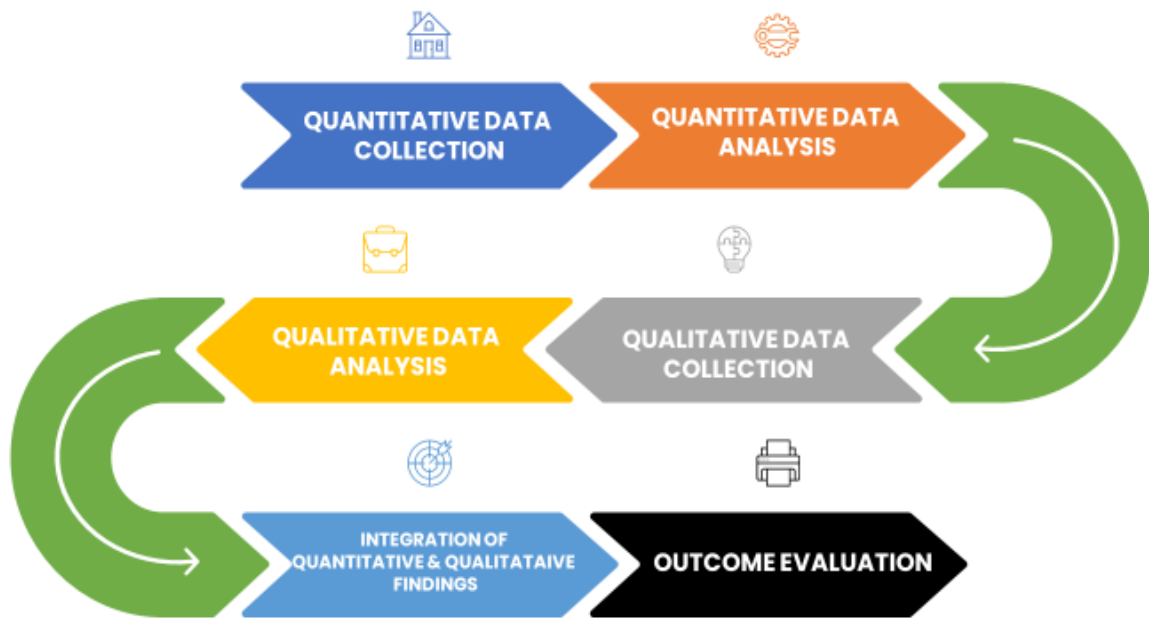 QUANTITATIVE DATA
COLLECTION
QUANTITATIVE DATA
ANALYSIS
QUALITATIVE DATA
COLLECTION
QUALITATIVE DATA
ANALYSIS
INTEGRATION OF
QUANTITATIVE & QUALITATAIVE
FINDINGS
OUTCOME EVALUATION